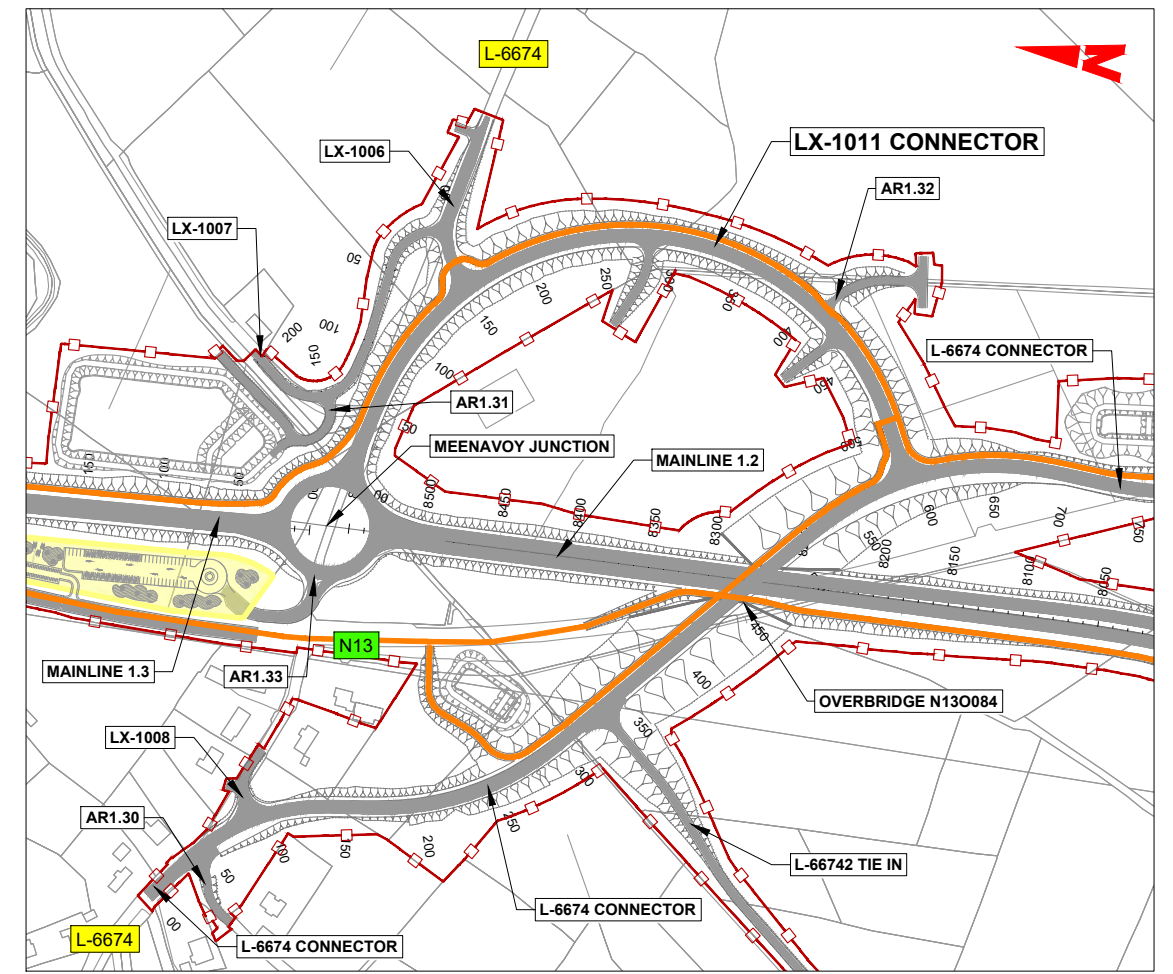 L-6674
N
LX-1006
LX-1011 CONNECTOR
AR1.32
LX-1007
L-6674 CONNECTOR
AR1.31
MEENAVOY JUNCTION
MAINLINE 1.2
50
200
100
150
250
200
150
100
50
400
450
500
150
100
50
8500
8450
8400
8350
8300
550
600
650
700
750
8200
8150
8100
8050
MAINLINE 1.3
N13
AR1.33
450
400
350
OVERBRIDGE N13O084
LX-1008
300
250
200
150
100
50
00
AR1.30
L-66742 TIE IN
L-6674 CONNECTOR
L-6674
L-6674 CONNECTOR